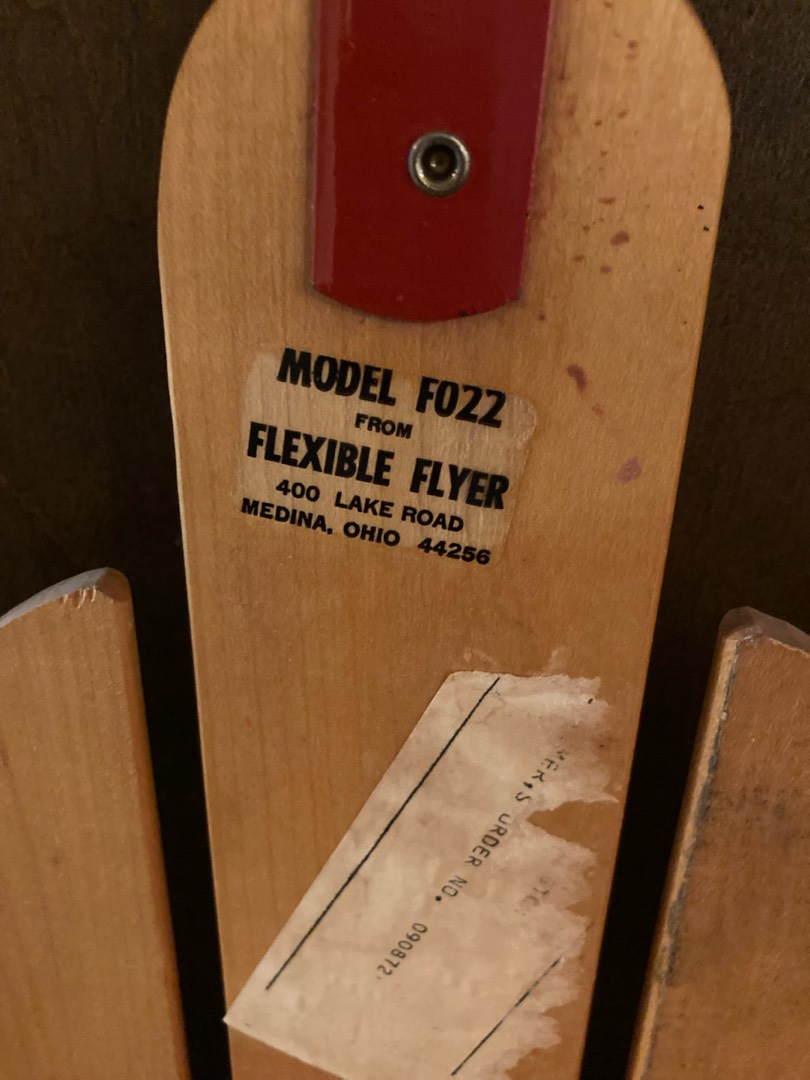 MODEL F022
FROM
FLEXIBLE FLYER
400 LAKE ROAD
MEDINA, OHIO 44256
ORDER NO. 090872